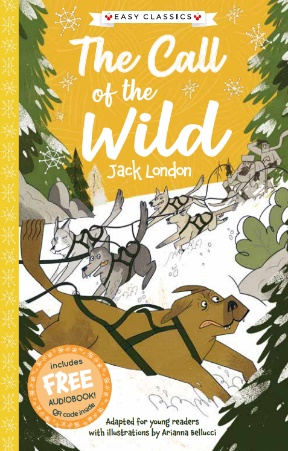 EASY CLASSICS
The Call
of the
Wild
Jack London
includes
FREE
AUDIOBOOK!
QR code inside
Adapted for young readers
with illustrations by Arianna Bellucci